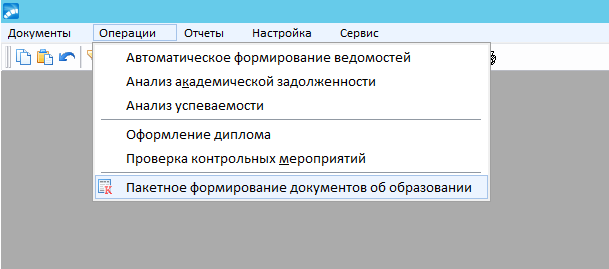 Документы Операции Отчеты Настройка Сервис
Автоматическое формирование ведомостей
Анализ академической задолженности
Анализ успеваемости
Оформление диплома
Проверка контрольных мероприятий
Пакетное формирование документов об образовании